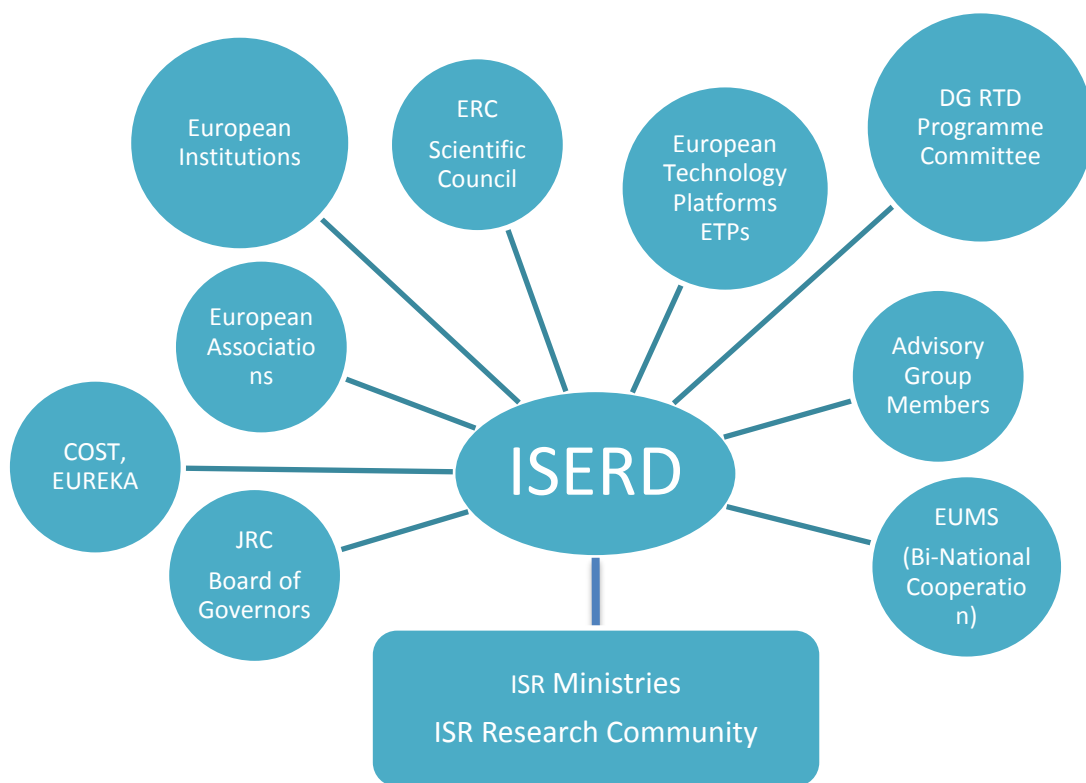 European
Institutions
ERC
Scientific
Council
European
Technology
Platforms
ETPs
DG RTD
Programme
Committee
European
Associatio
ns
Advisory
Group
Members
COST,
EUREKA
ISERD
JRC
Board of
Governors
EUMS
(Bi-National
Cooperatio
n)
ISR Ministries
ISR Research Community